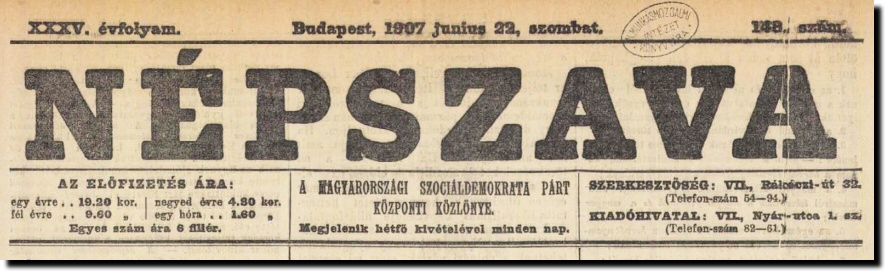 XXXV. évfolyam. Budapest, 1907 junius 22, szombat. 148. szám.
MUNKÁSMOZGALMI
INTÉZET
KÖNYVTÁRA
NÉPSZAVA
AZ ELŐFIZETÉS ÁRA:
egy évre . . 19.20 kor. negyed évre 4.80 kor.
fél évre . . 9.60 „ egy hóra . . 1.60 „
Egyes szám ára 6 fillér.
A MAGYARORSZÁGI SZOCIÁLDEMOKRATA PÁRT
KÖZPONTI KÖZLÖNYE.
Megjelenik hétfő kivételével minden nap.
SZERKESZTŐSÉG: VII., Rákóczi-út 32.
(Telefon-szám 54—94.)
KIADÓHIVATAL: VII., Nyár-utca 1. sz.
(Telefon-szám 82—61.)